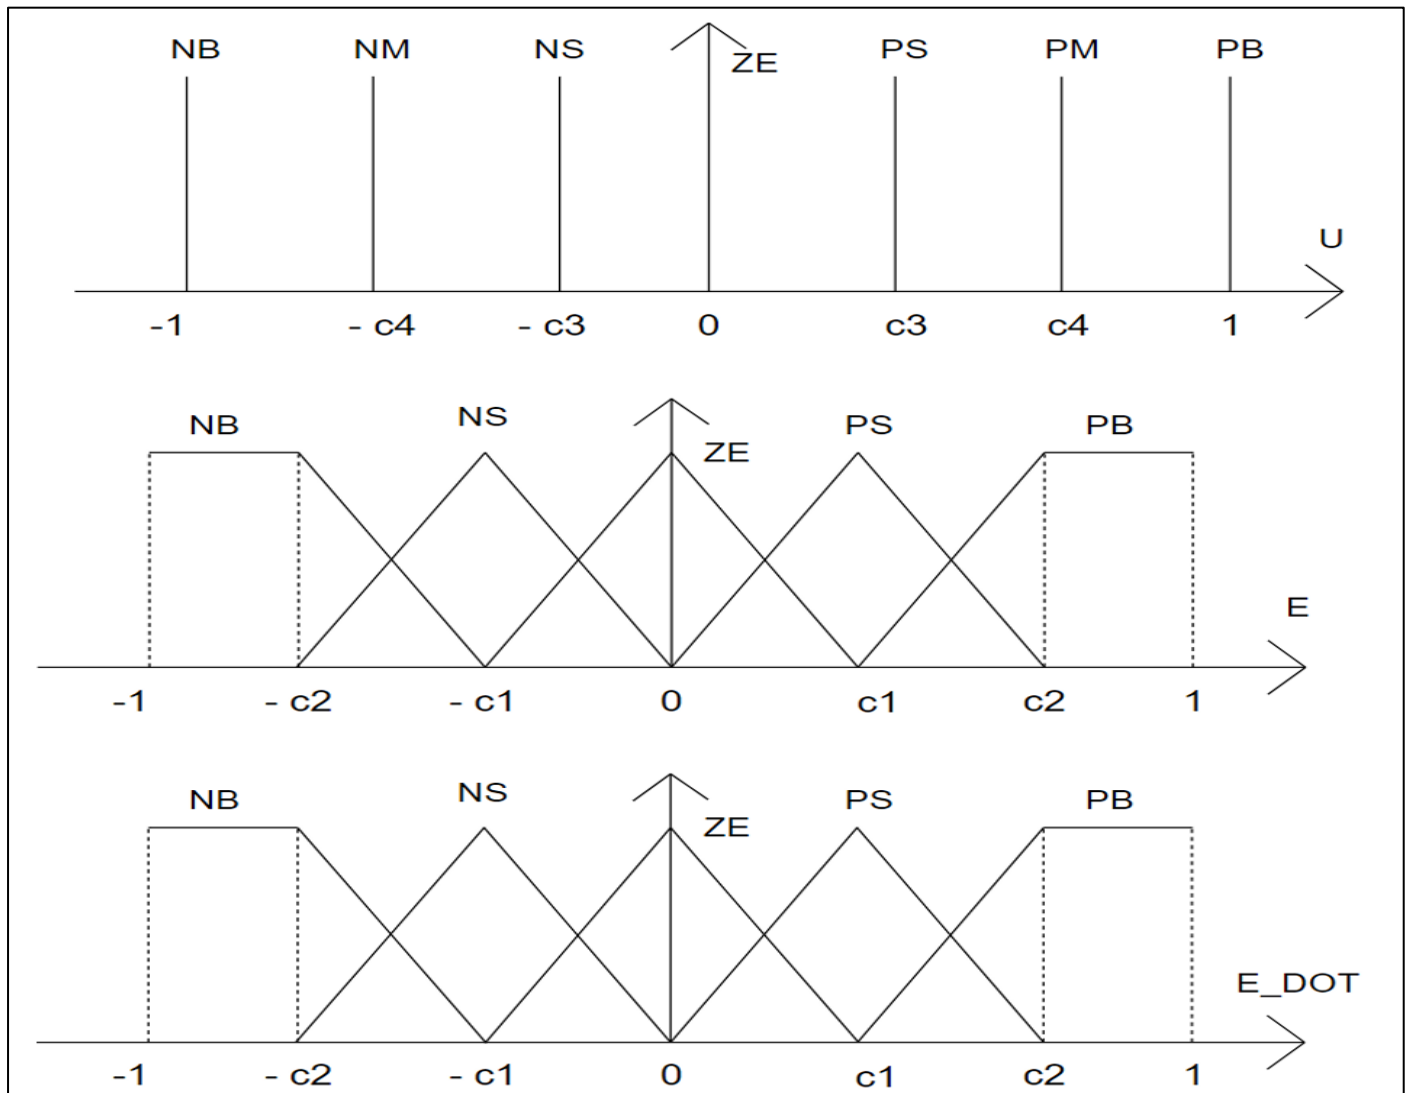 NB NM NS ZE PS PM PB
U
-1 - c4 - c3 0 c3 c4 1
NB NS ZE PS PB
E
-1 - c2 - c1 0 c1 c2 1
NB NS ZE PS PB
E_DOT
-1 - c2 - c1 0 c1 c2 1